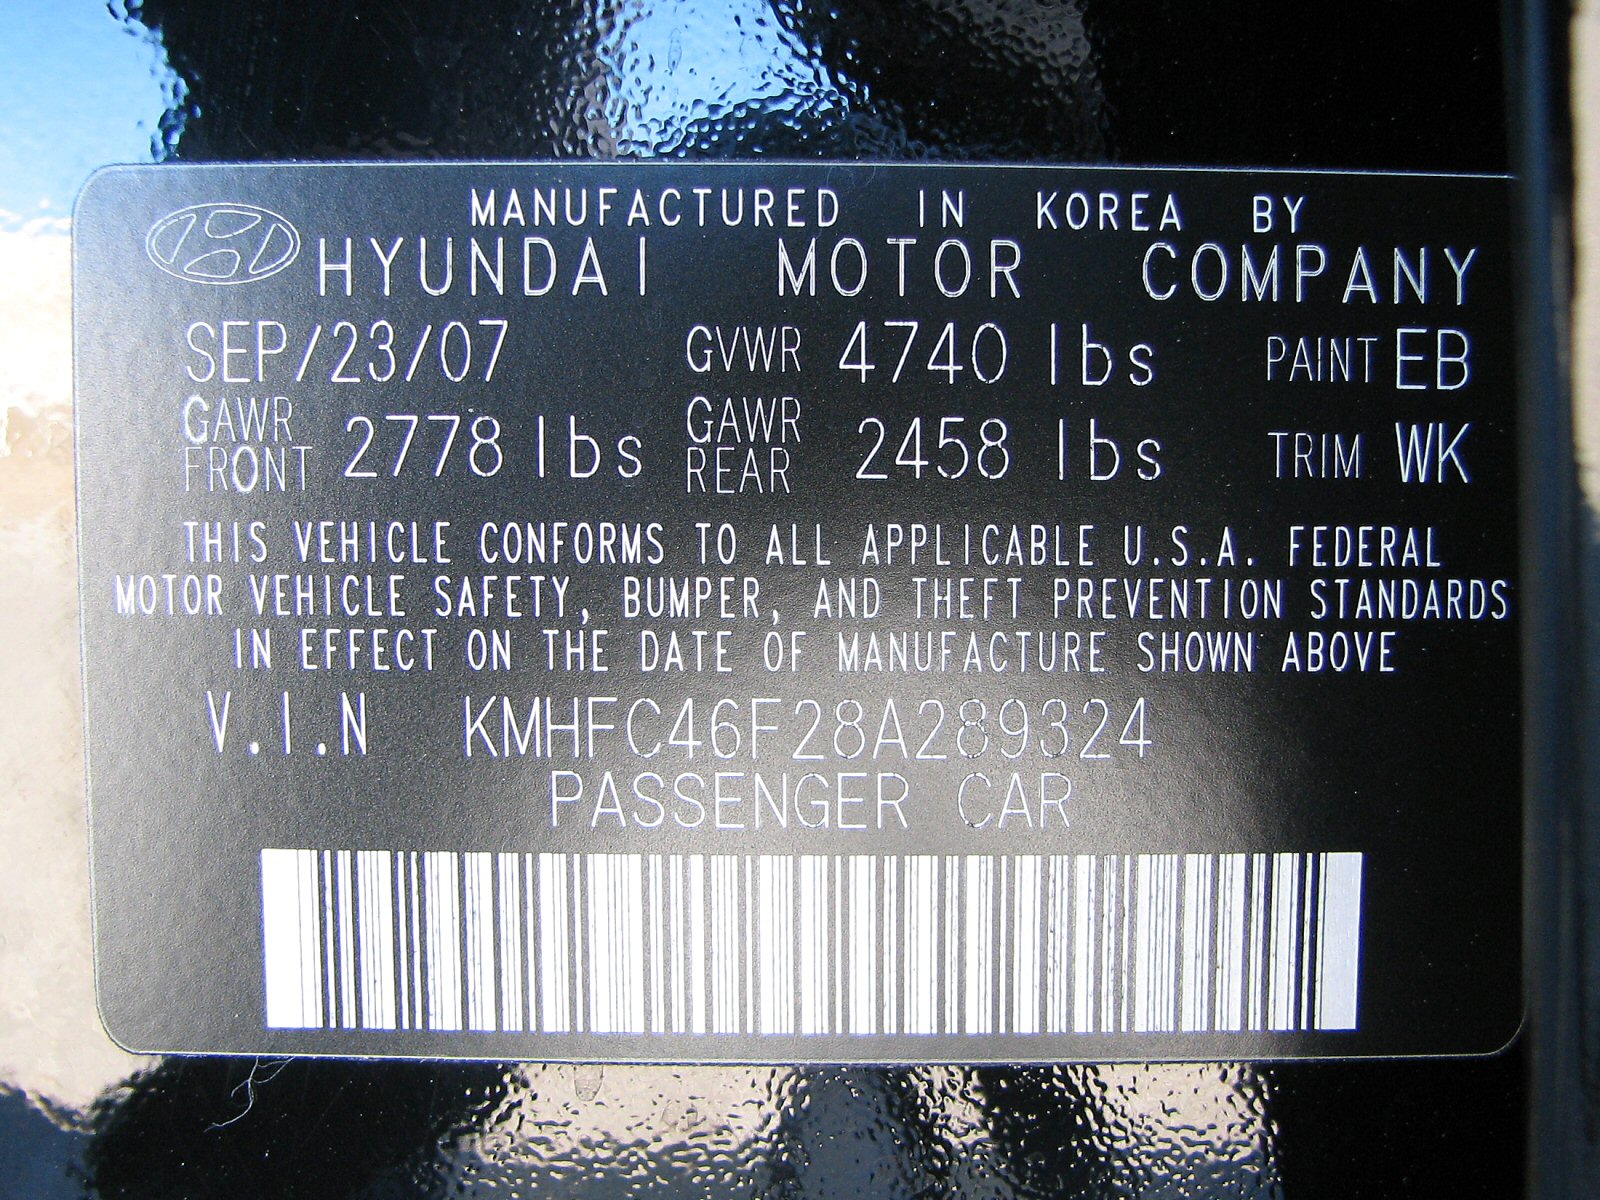 MANUFACTURED IN KOREA BY
HYUNDAI MOTOR COMPANY
SEP/23/07 GVWR 4740 lbs PAINT EB
GAWR FRONT 2778 lbs GAWR REAR 2458 lbs TRIM WK
THIS VEHICLE CONFORMS TO ALL APPLICABLE U.S.A. FEDERAL
MOTOR VEHICLE SAFETY, BUMPER, AND THEFT PREVENTION STANDARDS
IN EFFECT ON THE DATE OF MANUFACTURE SHOWN ABOVE
V.I.N KMHFC46F28A289324
PASSENGER CAR